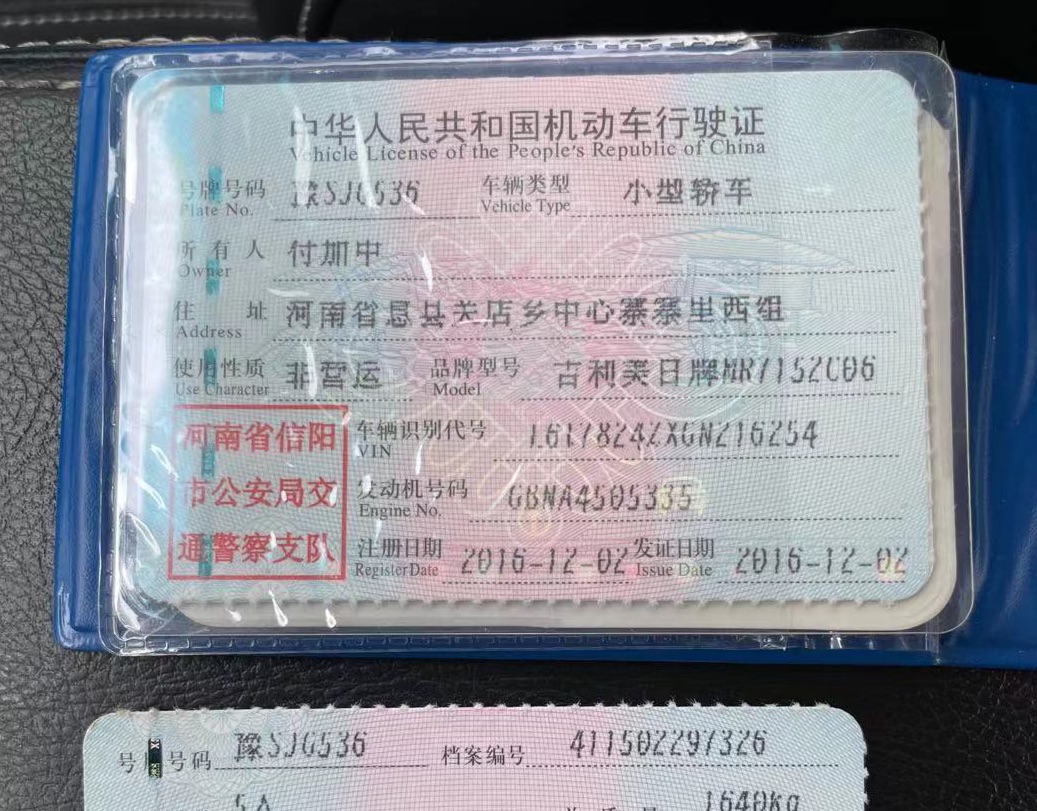 中华人民共和国机动车行驶证
Vehicle License of the People's Republic of China
号牌号码 豫SJG536 车辆类型 小型轿车
Plate No. Vehicle Type
所有人 付加中
Owner
住址 河南省息县关店乡中心寨寨里西组
Address
使用性质 非营运 品牌型号 吉利美日牌MR7152C06
Use Character Model
河南省信阳
市公安局交
通警察支队
车辆识别代号 L6T7824ZXGN216254
VIN
发动机号码 GBNA4505335
Engine No.
注册日期 2016-12-02 发证日期 2016-12-02
Register Date Issue Date
号牌号码 豫SJG536 档案编号 411502297326
5人 1640kg